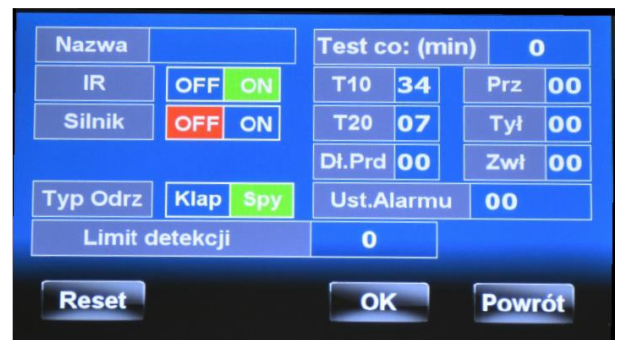 Nazwa Test co: (min) 0
IR OFF ON T10 34 Prz 00
Silnik OFF ON T20 07 Tył 00
Dł.Prd 00 Zwł 00
Typ Odrz Klap Spy Ust.Alarmu 00
Limit detekcji 0
Reset OK Powrót